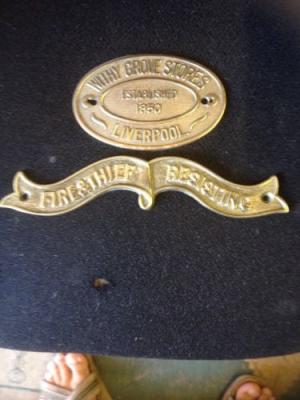 WITHY GROVE STORES
ESTABLISHED
1850
LIVERPOOL
FIRE&THIEF RESISTING